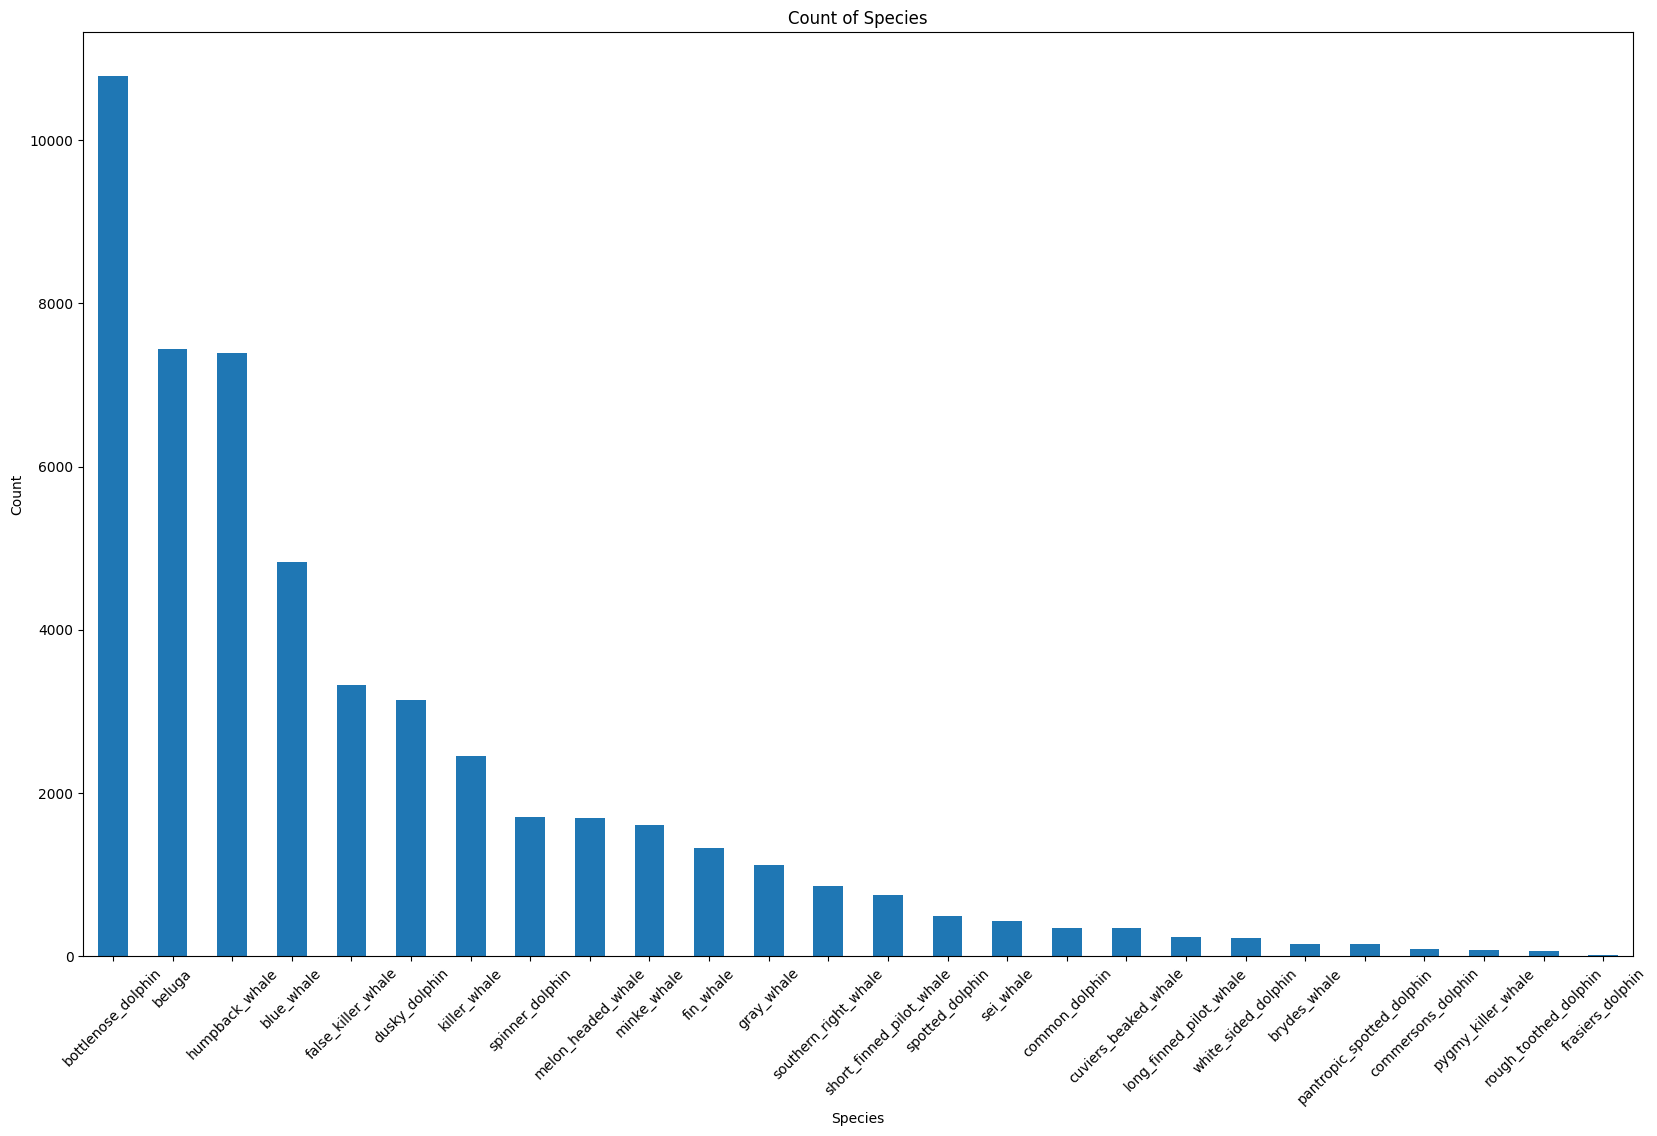 Count of Species
10000
8000
6000
4000
2000
0
Count
bottlenose_dolphin
beluga
humpback_whale
blue_whale
false_killer_whale
dusky_dolphin
killer_whale
spinner_dolphin
melon_headed_whale
minke_whale
fin_whale
gray_whale
southern_right_whale
short_finned_pilot_whale
spotted_dolphin
sei_whale
common_dolphin
cuviers_beaked_whale
long_finned_pilot_whale
white_sided_dolphin
brydes_whale
pantropic_spotted_dolphin
commersons_dolphin
pygmy_killer_whale
rough_toothed_dolphin
frasiers_dolphin
Species